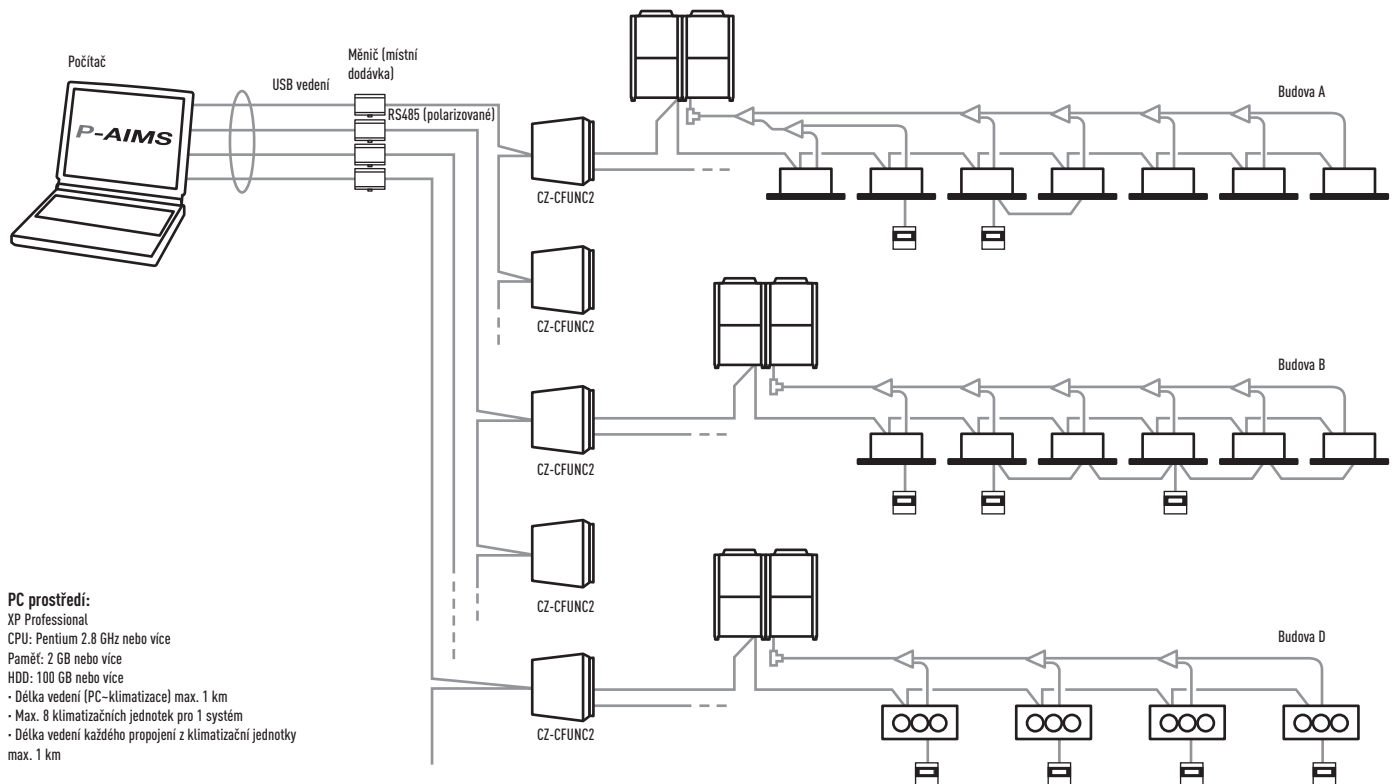 Počítač
P-AIMS
USB vedení
Měnič (místní
dodávka)
RS485 (polarizované)
CZ-CFUNC2
CZ-CFUNC2
CZ-CFUNC2
CZ-CFUNC2
CZ-CFUNC2
Budova A
Budova B
Budova D
PC prostředí:
XP Professional
CPU: Pentium 2.8 GHz nebo více
Paměť: 2 GB nebo více
HDD: 100 GB nebo více
· Délka vedení (PC~klimatizace) max. 1 km
· Max. 8 klimatizačních jednotek pro 1 systém
· Délka vedení každého propojení z klimatizační jednotky
max. 1 km